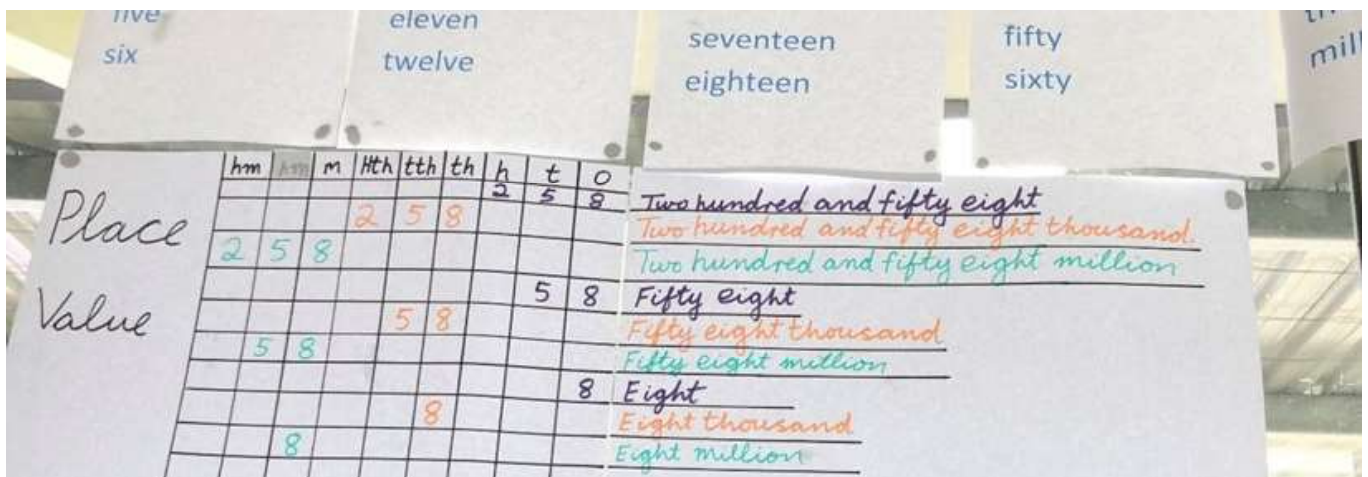 five
six
eleven
twelve
seventeen
eighteen
fifty
sixty
mill
Place
Value
hm m Hth tth th h t o
2 5 8 Two hundred and fifty eight
2 5 8 Two hundred and fifty eight thousand.
2 5 8 Two hundred and fifty eight million
5 8 Fifty eight
5 8 Fifty eight thousand
5 8 Fifty eight million
8 Eight
8 Eight thousand
8 Eight million